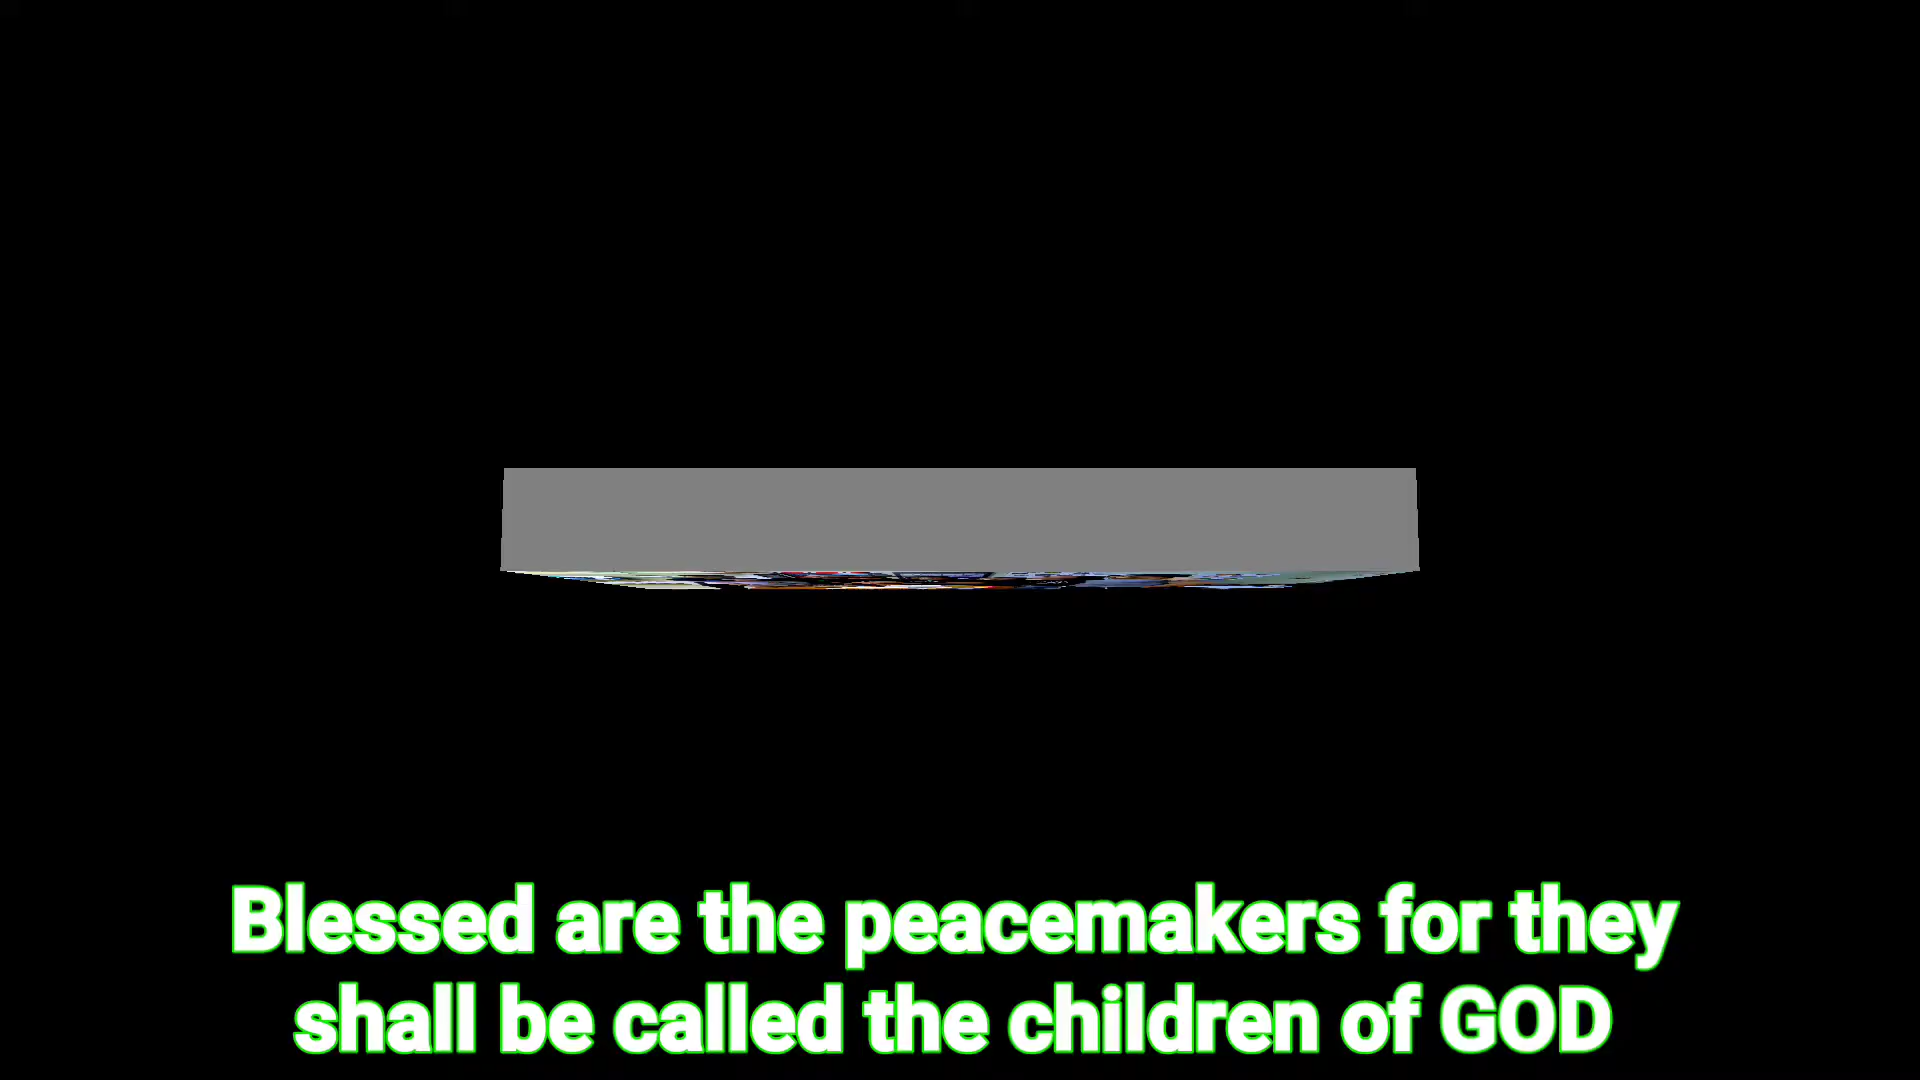 Blessed are the peacemakers for they
shall be called the children of GOD